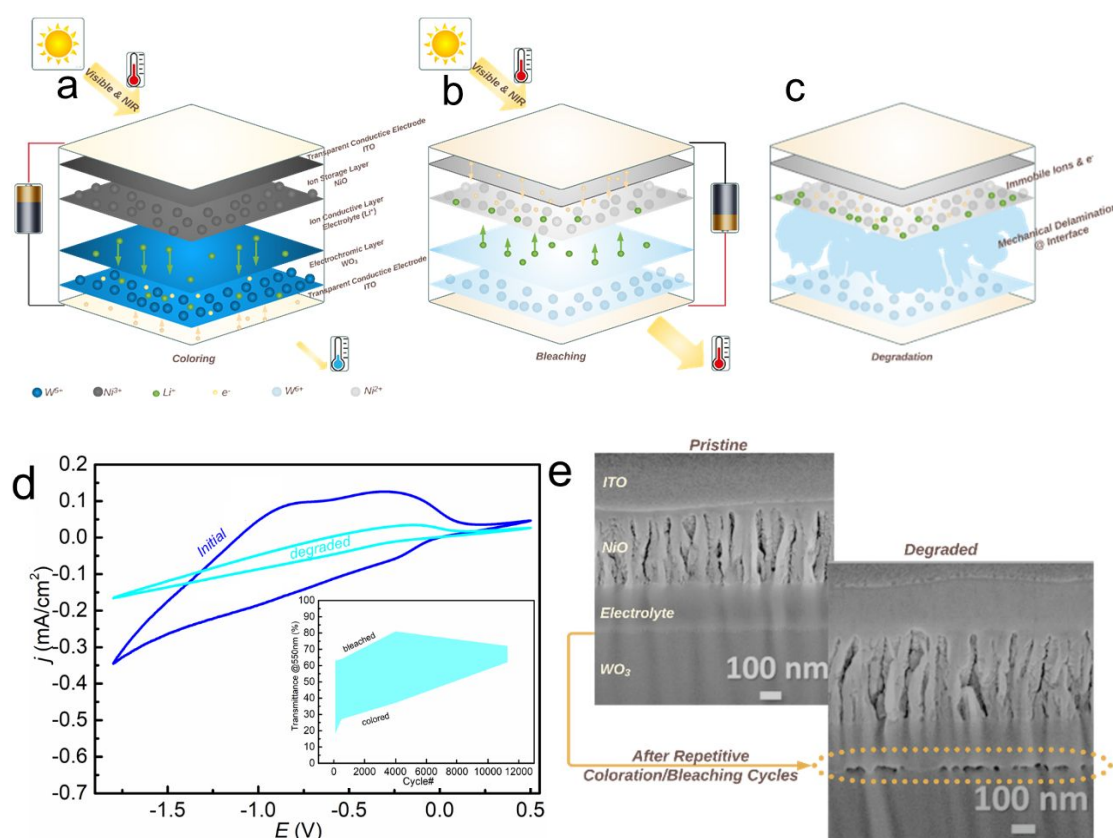 a
Visible & NIR
Transparent Conductive Electrode
ITO
Ion Storage Layer
NiO
Ion Conductive Layer
Electrolyte (Li⁺)
Electrochromic Layer
WO₃
Transparent Conductive Electrode
ITO
Coloring
b
Visible & NIR
Bleaching
c
Immobile Ions & e⁻
Mechanical Delamination
@ Interface
Degradation
W⁵⁺ Ni³⁺ Li⁺ e⁻ W⁶⁺ Ni²⁺
d
0.2
0.1
0.0
-0.1
-0.2
-0.3
-0.4
-0.5
-0.6
-0.7
j (mA/cm²)
Initial
degraded
-1.5 -1.0 -0.5 0.0 0.5
E (V)
100
90
80
70
60
50
40
30
20
10
0
Transmittance @550nm (%)
bleached
colored
0 2000 4000 6000 8000 10000 12000
Cycle#
e
Pristine
ITO
NiO
Electrolyte
WO₃
100 nm
Degraded
100 nm
After Repetitive
Coloration/Bleaching Cycles